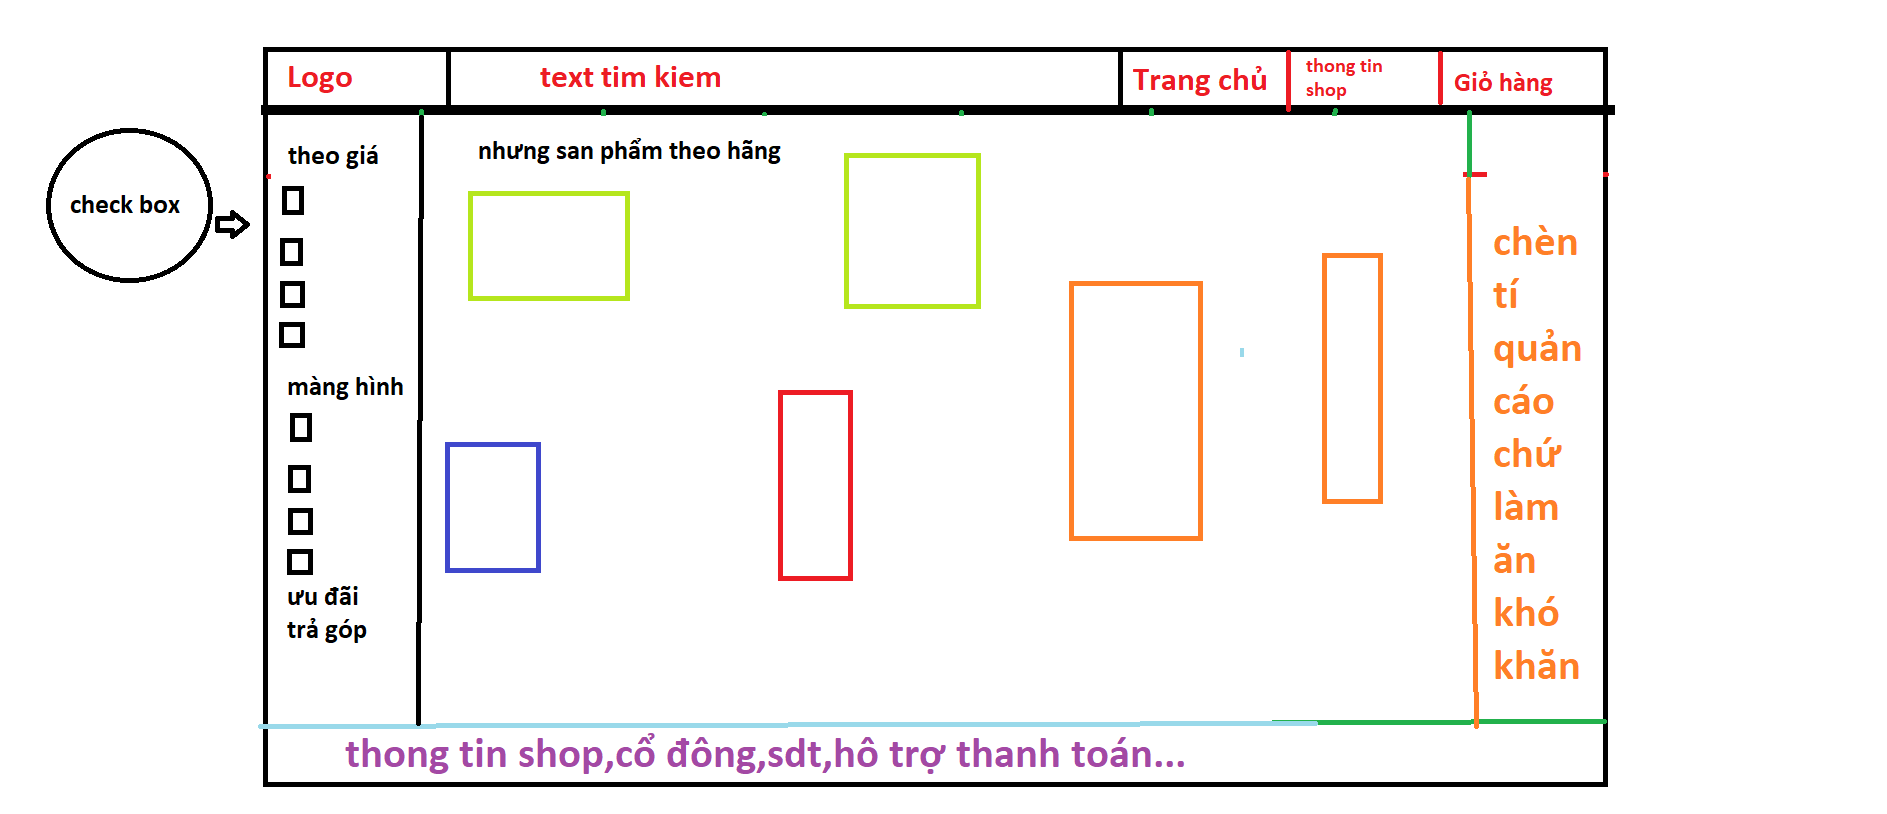 Logo
text tim kiem
Trang chủ
thong tin
shop
Giỏ hàng
check box
theo giá
màng hình
ưu đãi
trả góp
nhưng san phẩm theo hãng
chèn
tí
quản
cáo
chứ
làm
ăn
khó
khăn
thong tin shop,cổ đông,sdt,hô trợ thanh toán...